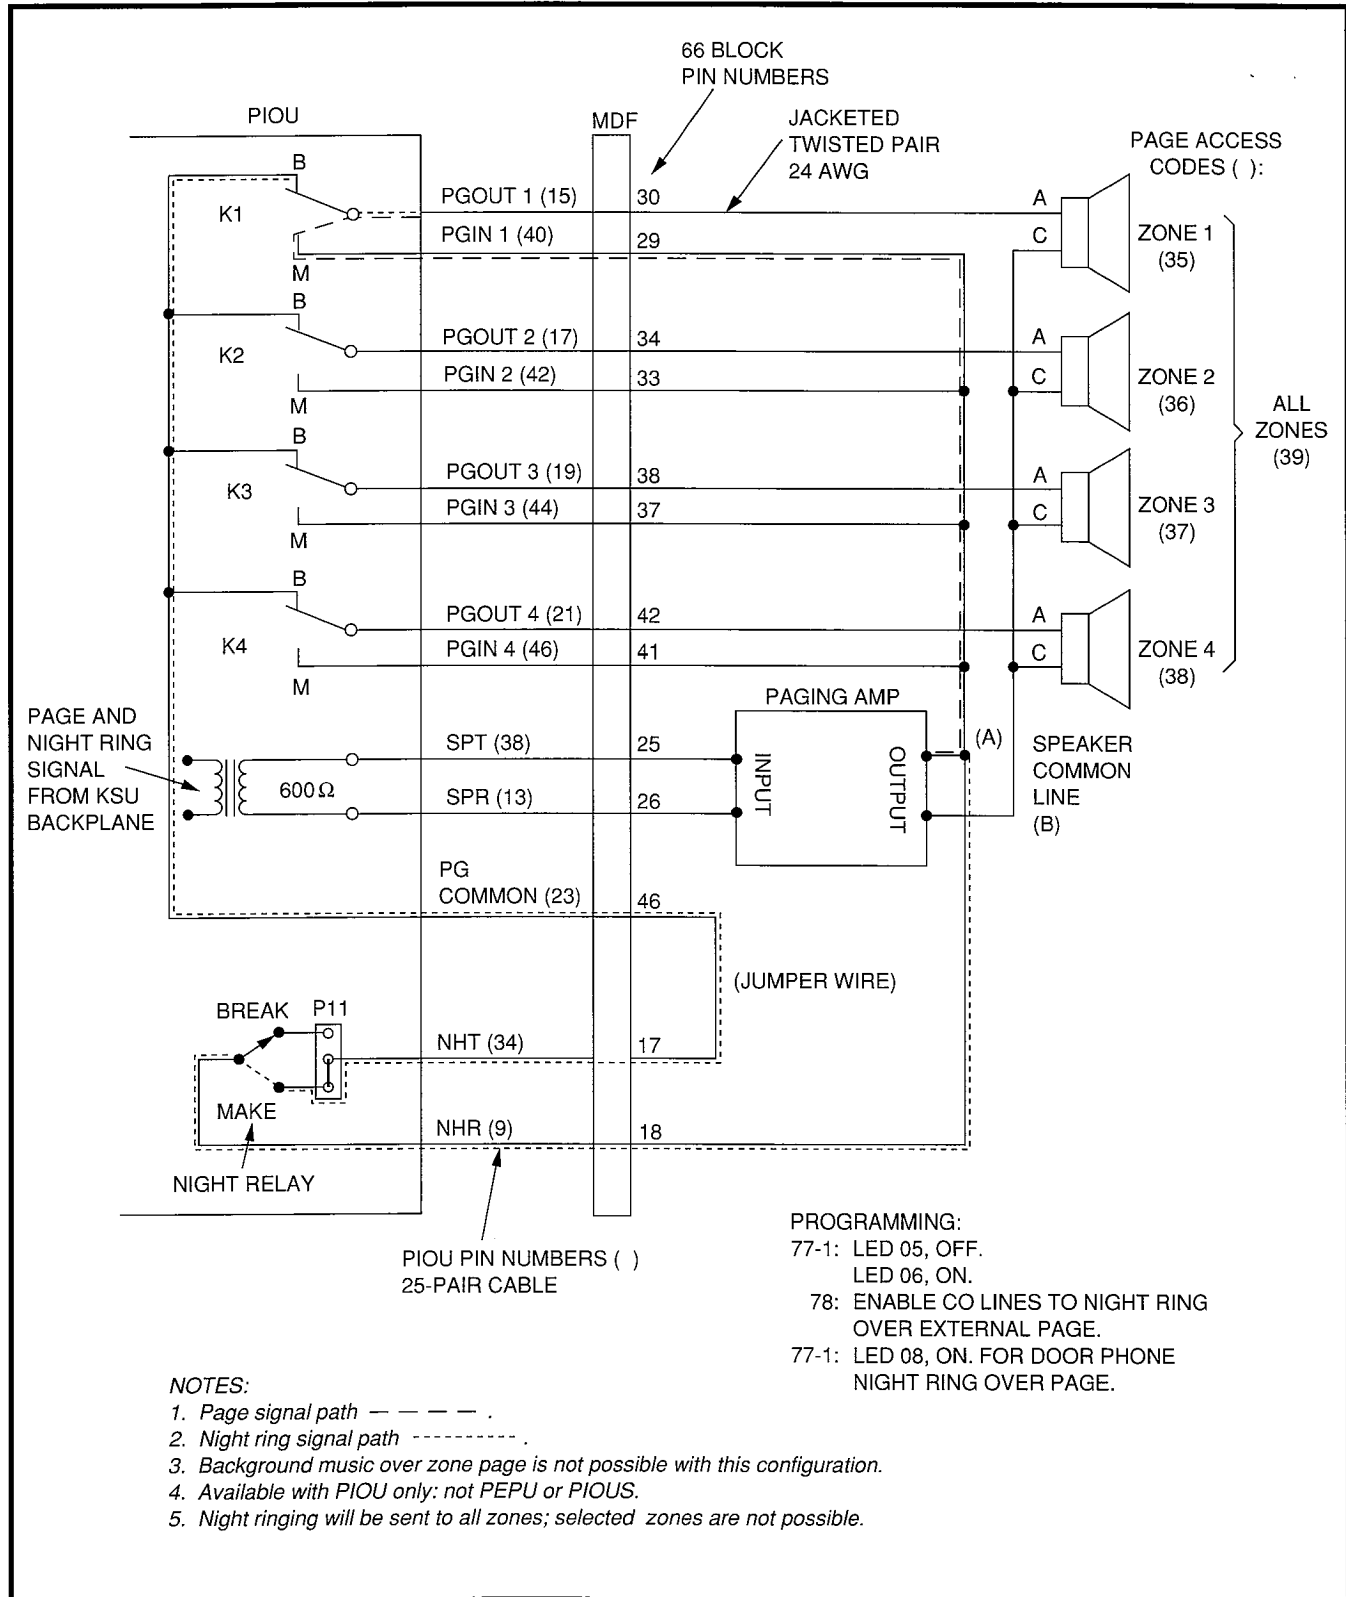 66 BLOCK
PIN NUMBERS
PIOU
MDF
JACKETED
TWISTED PAIR
24 AWG
PAGE ACCESS
CODES ( ):
B
K1
M
PGOUT 1 (15)
30
PGIN 1 (40)
29
A
C
ZONE 1
(35)
B
K2
M
PGOUT 2 (17)
34
PGIN 2 (42)
33
A
C
ZONE 2
(36)
ALL
ZONES
(39)
B
K3
M
PGOUT 3 (19)
38
PGIN 3 (44)
37
A
C
ZONE 3
(37)
B
K4
M
PGOUT 4 (21)
42
PGIN 4 (46)
41
A
C
ZONE 4
(38)
PAGE AND
NIGHT RING
SIGNAL
FROM KSU
BACKPLANE
600Ω
SPT (38)
25
SPR (13)
26
PAGING AMP
INPUT
OUTPUT
(A)
SPEAKER
COMMON
LINE
(B)
PG
COMMON (23)
46
(JUMPER WIRE)
BREAK
P11
NHT (34)
17
MAKE
NHR (9)
18
NIGHT RELAY
PIOU PIN NUMBERS ( )
25-PAIR CABLE
PROGRAMMING:
77-1: LED 05, OFF.
LED 06, ON.
78: ENABLE CO LINES TO NIGHT RING
OVER EXTERNAL PAGE.
77-1: LED 08, ON. FOR DOOR PHONE
NIGHT RING OVER PAGE.
NOTES:
1. Page signal path — — — — — .
2. Night ring signal path ---------- .
3. Background music over zone page is not possible with this configuration.
4. Available with PIOU only: not PEPU or PIOUS.
5. Night ringing will be sent to all zones; selected zones are not possible.